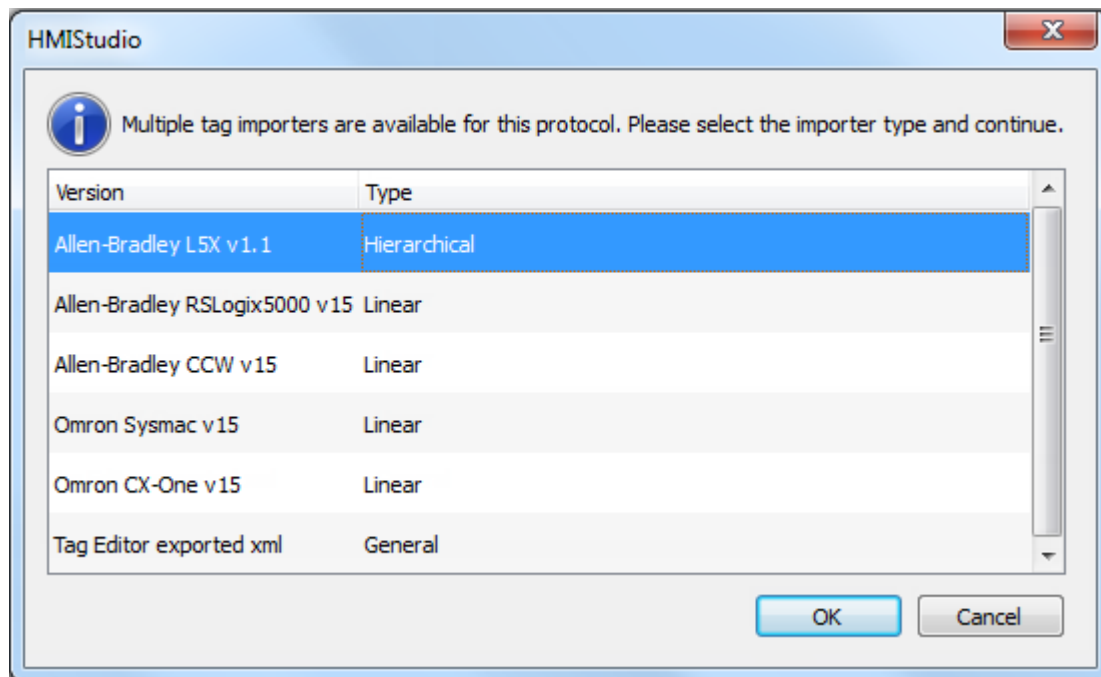 HMIStudio
Multiple tag importers are available for this protocol. Please select the importer type and continue.
Version Type
Allen-Bradley L5X v1.1 Hierarchical
Allen-Bradley RSLogix5000 v15 Linear
Allen-Bradley CCW v15 Linear
Omron Sysmac v15 Linear
Omron CX-One v15 Linear
Tag Editor exported xml General
OK Cancel